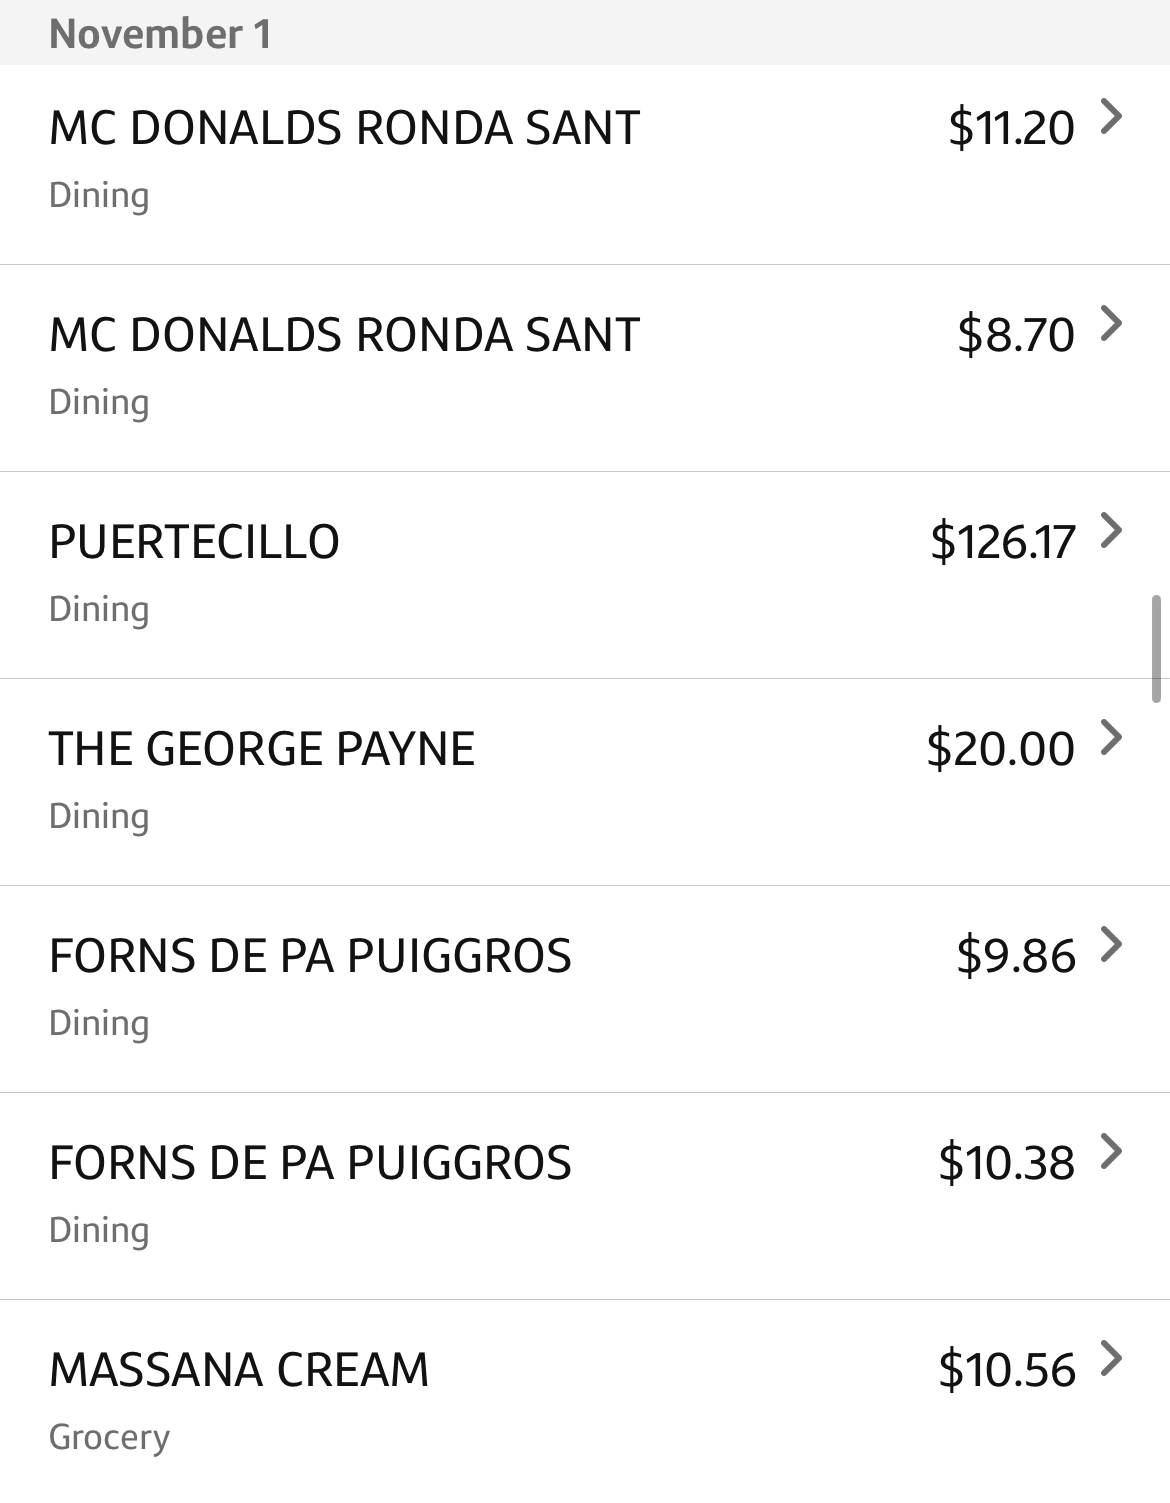 November 1
MC DONALDS RONDA SANT $11.20
Dining
MC DONALDS RONDA SANT $8.70
Dining
PUERTECILLO $126.17
Dining
THE GEORGE PAYNE $20.00
Dining
FORNS DE PA PUIGGROS $9.86
Dining
FORNS DE PA PUIGGROS $10.38
Dining
MASSANA CREAM $10.56
Grocery